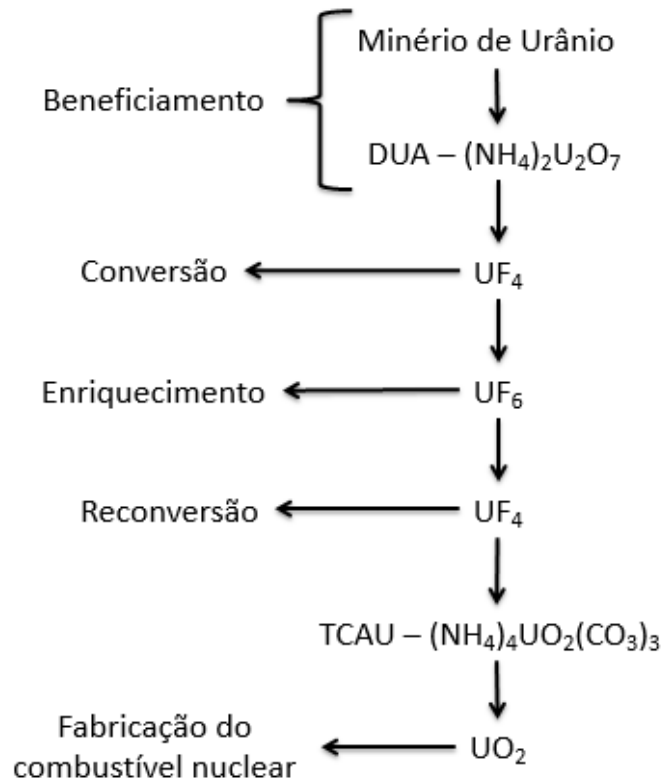 Minério de Urânio
Beneficiamento
DUA – (NH₄)₂U₂O₇
Conversão
UF₄
Enriquecimento
UF₆
Reconversão
UF₄
TCAU – (NH₄)₄UO₂(CO₃)₃
Fabricação do
combustível nuclear
UO₂